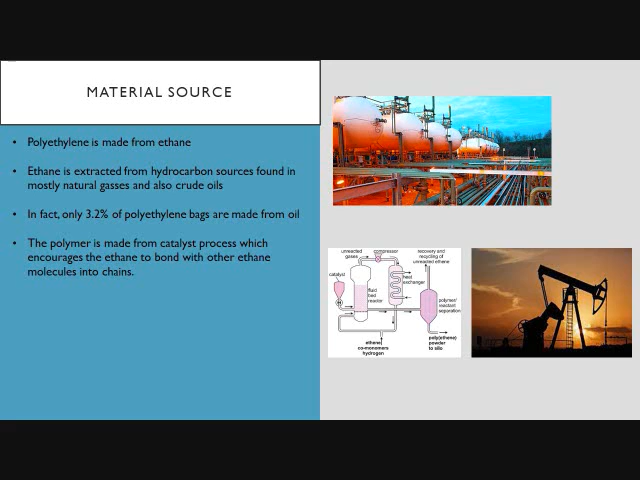 MATERIAL SOURCE
• Polyethylene is made from ethane
• Ethane is extracted from hydrocarbon sources found in
mostly natural gasses and also crude oils
• In fact, only 3.2% of polyethylene bags are made from oil
• The polymer is made from catalyst process which
encourages the ethane to bond with other ethane
molecules into chains.
unreacted
gases
compressor
recovery and
recycling of
unreacted ethene
catalyst
heat
exchanger
fluid
bed
reactor
polymer/
reactant
separation
ethene
co-monomers
hydrogen
poly(ethene)
powder
to silo